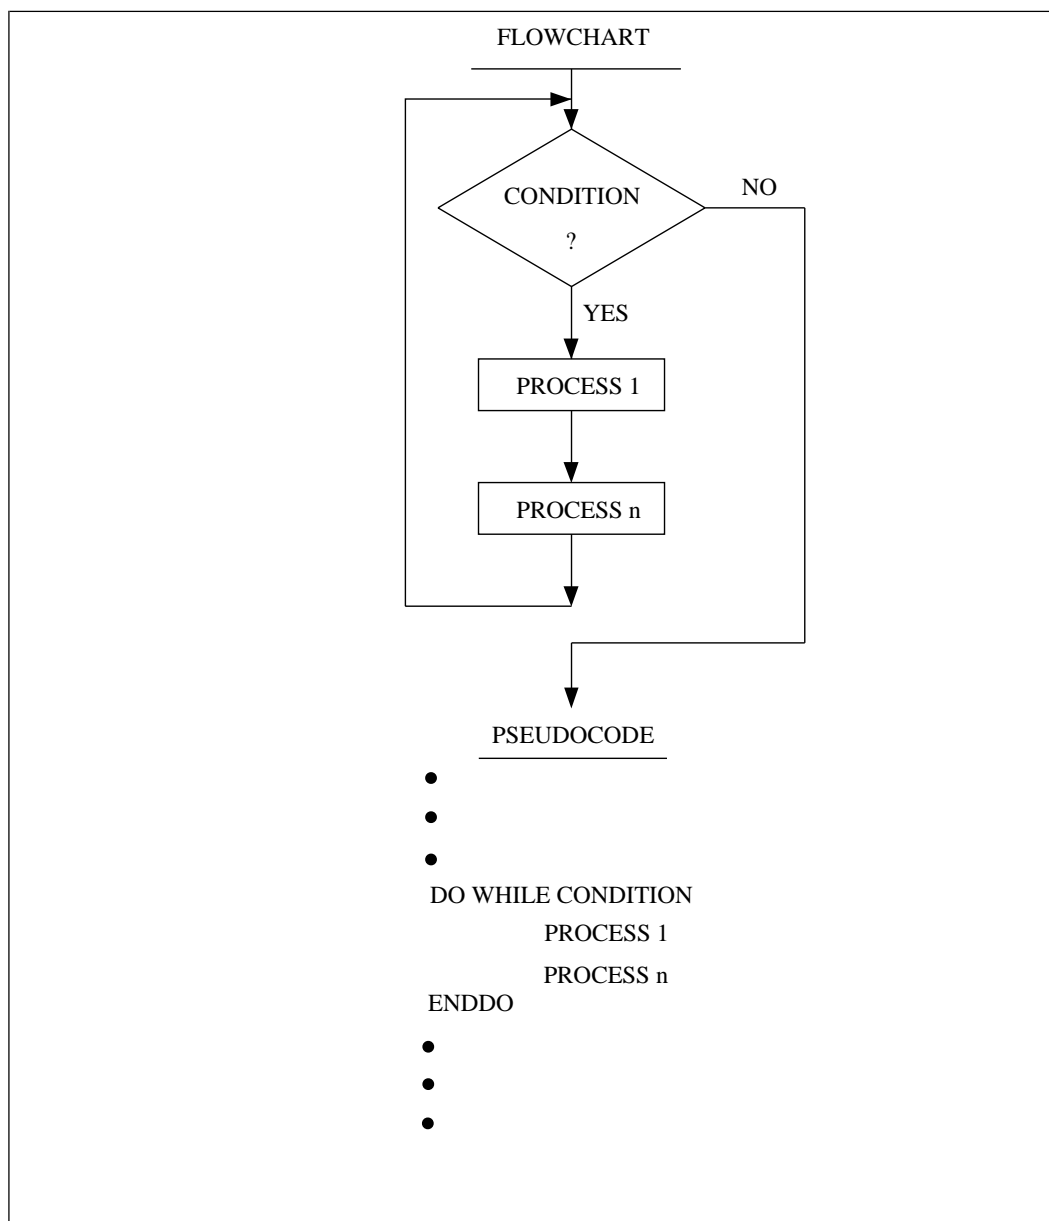 FLOWCHART
CONDITION
?
NO
YES
PROCESS 1
PROCESS n
PSEUDOCODE
DO WHILE CONDITION
PROCESS 1
PROCESS n
ENDDO